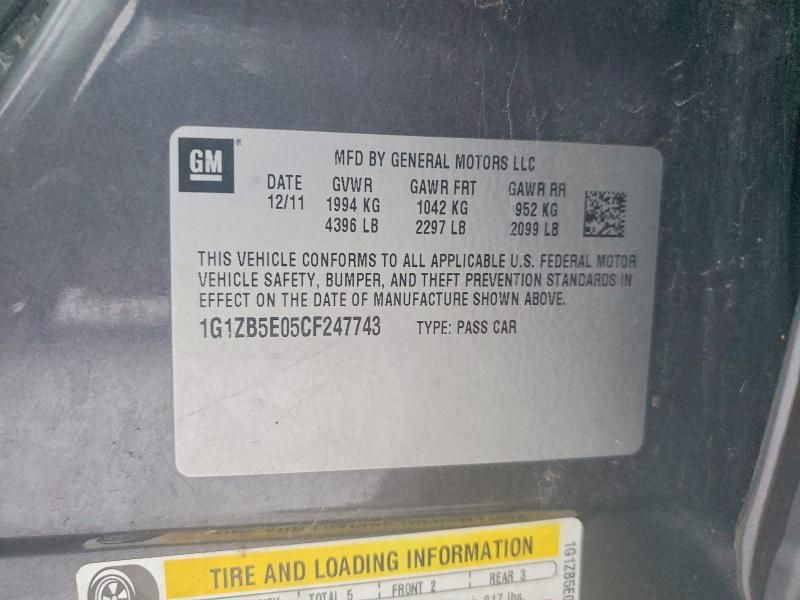 GM
MFD BY GENERAL MOTORS LLC
DATE GVWR GAWR FRT GAWR RR
12/11 1994 KG 1042 KG 952 KG
4396 LB 2297 LB 2099 LB
THIS VEHICLE CONFORMS TO ALL APPLICABLE U.S. FEDERAL MOTOR
VEHICLE SAFETY, BUMPER, AND THEFT PREVENTION STANDARDS IN
EFFECT ON THE DATE OF MANUFACTURE SHOWN ABOVE.
1G1ZB5E05CF247743 TYPE: PASS CAR
TIRE AND LOADING INFORMATION
TOTAL 5 FRONT 2 REAR 3
lbs.
1G1ZB5E0